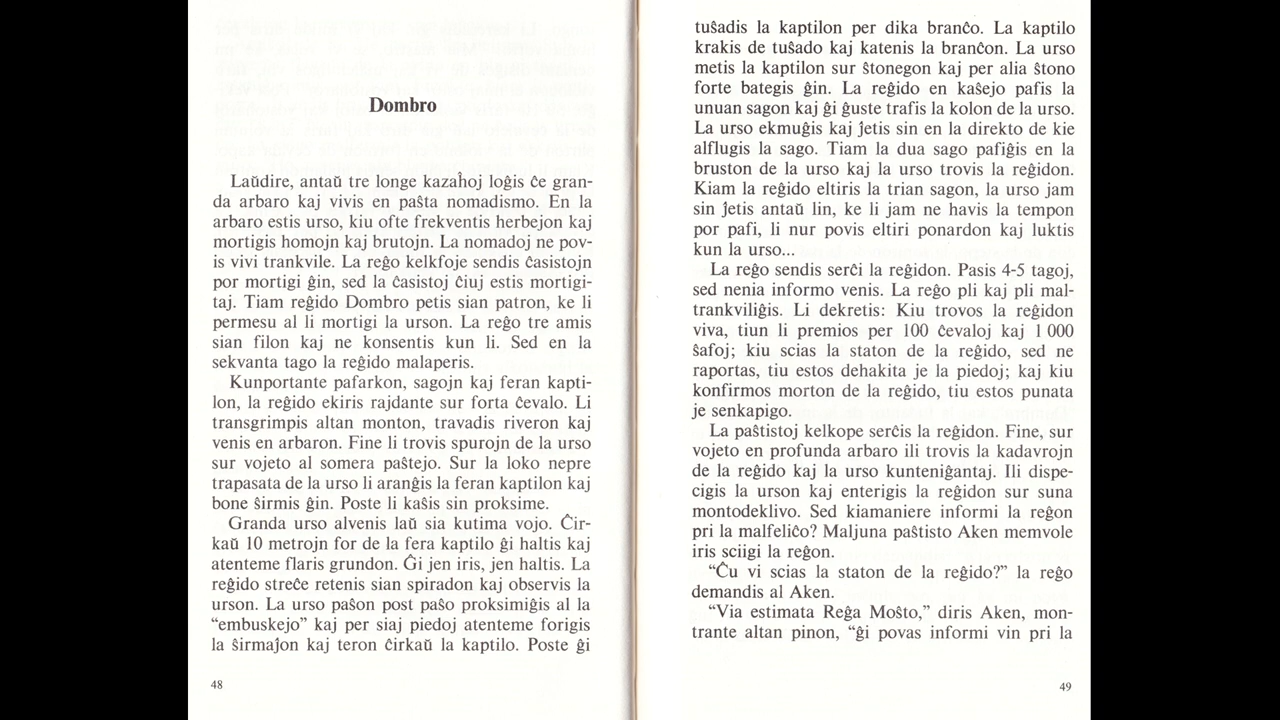 Dombro
Laŭdire, antaŭ tre longe kazaĥoj loĝis ĉe gran-
da arbaro kaj vivis en paŝta nomadismo. En la
arbaro estis urso, kiu ofte frekventis herbejon kaj
mortigis homojn kaj brutojn. La nomadoj ne pov-
is vivi trankvile. La reĝo kelkfoje sendis ĉasistojn
por mortigi ĝin, sed la ĉasistoj ĉiuj estis mortigi-
taj. Tiam reĝido Dombro petis sian patron, ke li
permesu al li mortigi la urson. La reĝo tre amis
sian filon kaj ne konsentis kun li. Sed en la
sekvanta tago la reĝido malaperis.
Kunportante pafarkon, sagojn kaj feran kapti-
lon, la reĝido ekiris rajdante sur forta ĉevalo. Li
transgrimpis altan monton, travadis riveron kaj
venis en arbaron. Fine li trovis spurojn de la urso
sur vojeto al somera paŝtejo. Sur la loko nepre
trapasata de la urso li aranĝis la feran kaptilon kaj
bone ŝirmis ĝin. Poste li kaŝis sin proksime.
Granda urso alvenis laŭ sia kutima vojo. Ĉir-
kaŭ 10 metrojn for de la fera kaptilo ĝi haltis kaj
atenteme flaris grundon. Ĝi jen iris, jen haltis. La
reĝido streĉe retenis sian spiradon kaj observis la
urson. La urso paŝon post paŝo proksimiĝis al la
“embuskejo” kaj per siaj piedoj atenteme forigis
la ŝirmaĵon kaj teron ĉirkaŭ la kaptilo. Poste ĝi
48
tuŝadis la kaptilon per dika branĉo. La kaptilo
krakis de tuŝado kaj katenis la branĉon. La urso
metis la kaptilon sur ŝtonegon kaj per alia ŝtono
forte bategis ĝin. La reĝido en kaŝejo pafis la
unuan sagon kaj ĝi ĝuste trafis la kolon de la urso.
La urso ekmuĝis kaj ĵetis sin en la direkto de kie
alflugis la sago. Tiam la dua sago pafiĝis en la
bruston de la urso kaj la urso trovis la reĝidon.
Kiam la reĝido eltiris la trian sagon, la urso jam
sin ĵetis antaŭ lin, ke li jam ne havis la tempon
por pafi, li nur povis eltiri ponardon kaj luktis
kun la urso...
La reĝo sendis serĉi la reĝidon. Pasis 4-5 tagoj,
sed nenia informo venis. La reĝo pli kaj pli mal-
trankviliĝis. Li dekretis: Kiu trovos la reĝidon
viva, tiun li premios per 100 ĉevaloj kaj 1 000
ŝafoj; kiu scias la staton de la reĝido, sed ne
raportas, tiu estos dehakita je la piedoj; kaj kiu
konfirmos morton de la reĝido, tiu estos punata
je senkapigo.
La paŝtistoj kelkope serĉis la reĝidon. Fine, sur
vojeto en profunda arbaro ili trovis la kadavrojn
de la reĝido kaj la urso kunteniĝantaj. Ili dispe-
cigis la urson kaj enterigis la reĝidon sur suna
montodeklivo. Sed kiamaniere informi la reĝon
pri la malfeliĉo? Maljuna paŝtisto Aken memvole
iris sciigi la reĝon.
“Ĉu vi scias la staton de la reĝido?” la reĝo
demandis al Aken.
“Via estimata Reĝa Moŝto,” diris Aken, mon-
trante altan pinon, “ĝi povas informi vin pri la
49